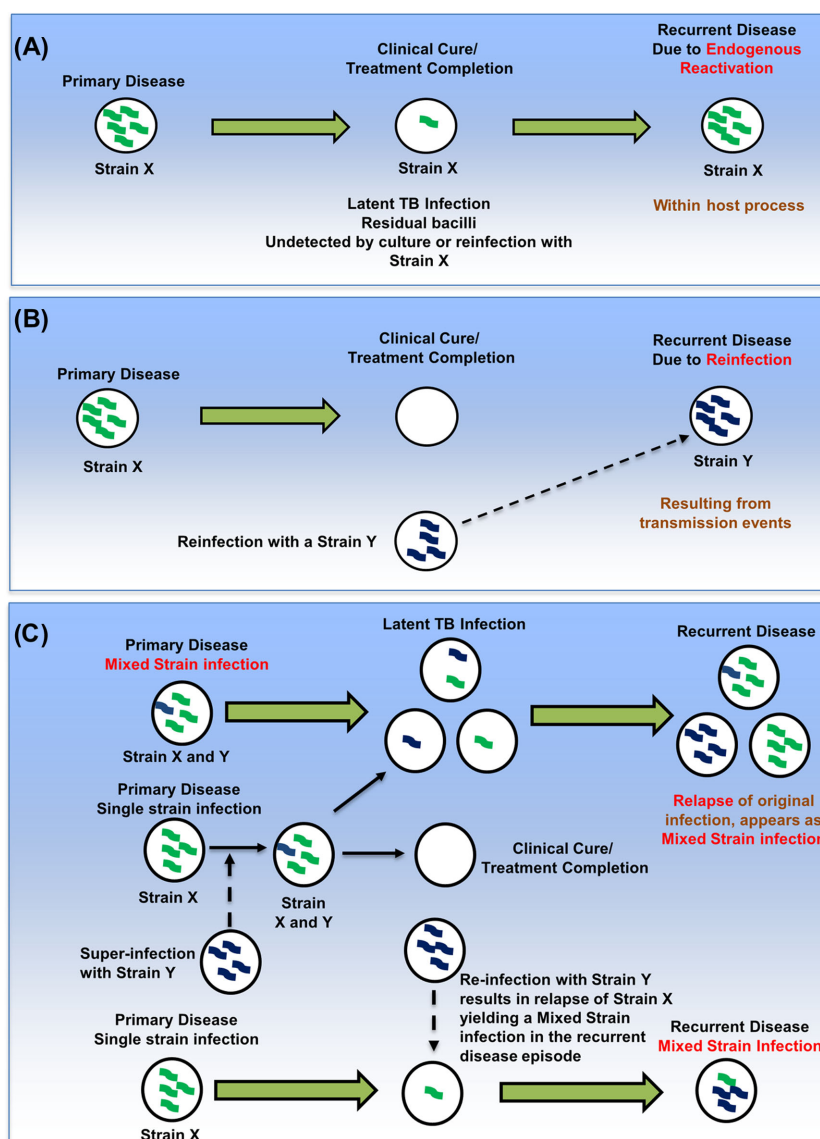 (A)
Primary Disease
Strain X
Clinical Cure/
Treatment Completion
Strain X
Latent TB Infection
Residual bacilli
Undetected by culture or reinfection with
Strain X
Recurrent Disease
Due to Endogenous
Reactivation
Strain X
Within host process
(B)
Primary Disease
Strain X
Clinical Cure/
Treatment Completion
Reinfection with a Strain Y
Recurrent Disease
Due to Reinfection
Strain Y
Resulting from
transmission events
(C)
Primary Disease
Mixed Strain infection
Strain X and Y
Latent TB Infection
Recurrent Disease
Relapse of original
infection, appears as
Mixed Strain infection
Primary Disease
Single strain infection
Strain X
Strain
X and Y
Clinical Cure/
Treatment Completion
Super-infection
with Strain Y
Re-infection with Strain Y
results in relapse of Strain X
yielding a Mixed Strain
infection in the recurrent
disease episode
Primary Disease
Single strain infection
Strain X
Recurrent Disease
Mixed Strain Infection